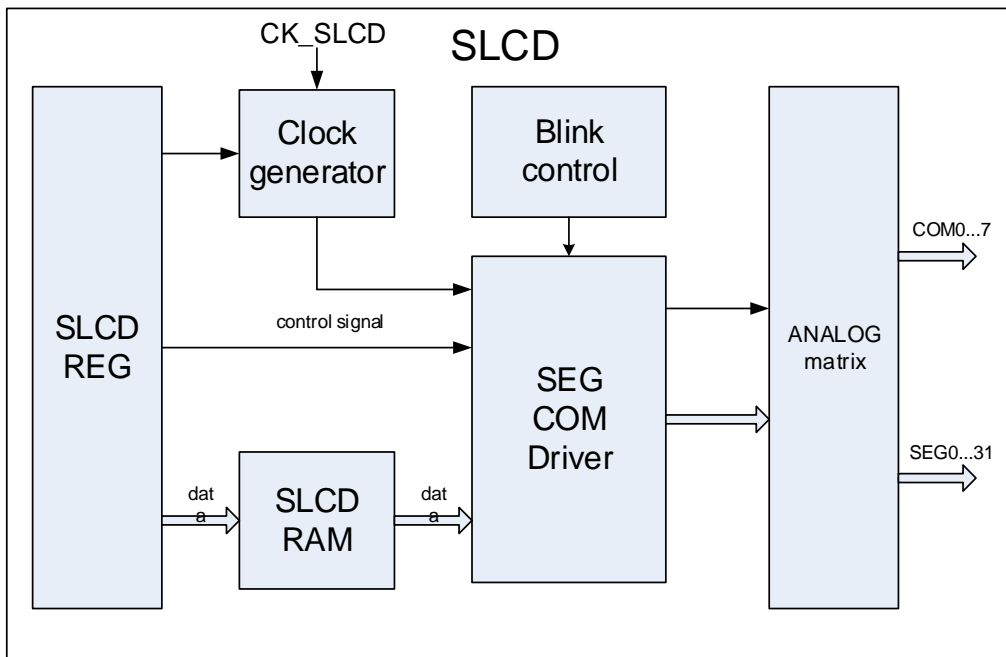 CK_SLCD
SLCD
Clock
generator
Blink
control
COM0...7
control signal
SLCD
REG
ANALOG
matrix
SEG
COM
Driver
SEG0...31
dat
a
SLCD
RAM
dat
a